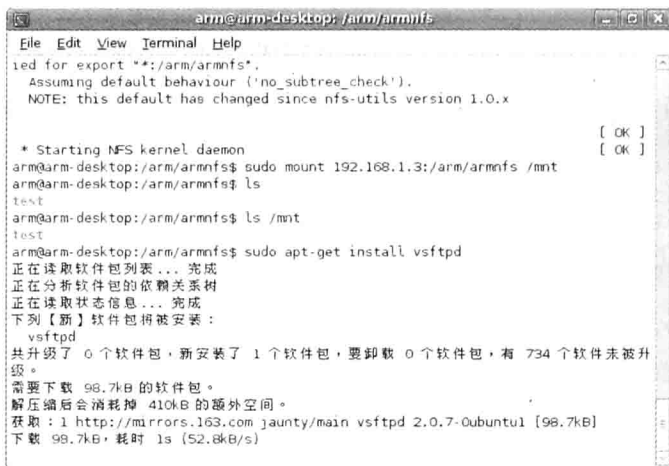 arm@arm-desktop: /arm/armnfs
File Edit View Terminal Help
ied for export "*:/arm/armnfs".
Assuming default behaviour ('no_subtree_check').
NOTE: this default has changed since nfs-utils version 1.0.x
[ OK ]
* Starting NFS kernel daemon [ OK ]
arm@arm-desktop:/arm/armnfs$ sudo mount 192.168.1.3:/arm/armnfs /mnt
arm@arm-desktop:/arm/armnfs$ ls
test
arm@arm-desktop:/arm/armnfs$ ls /mnt
test
arm@arm-desktop:/arm/armnfs$ sudo apt-get install vsftpd
正在读取软件包列表... 完成
正在分析软件包的依赖关系树
正在读取状态信息... 完成
下列【新】软件包将被安装：
vsftpd
共升级了 0 个软件包，新安装了 1 个软件包，要卸载 0 个软件包，有 734 个软件未被升
级。
需要下载 98.7kB 的软件包。
解压缩后会消耗掉 410kB 的额外空间。
获取：1 http://mirrors.163.com jaunty/main vsftpd 2.0.7-0ubuntu1 [98.7kB]
下载 98.7kB，耗时 1s (52.8kB/s)